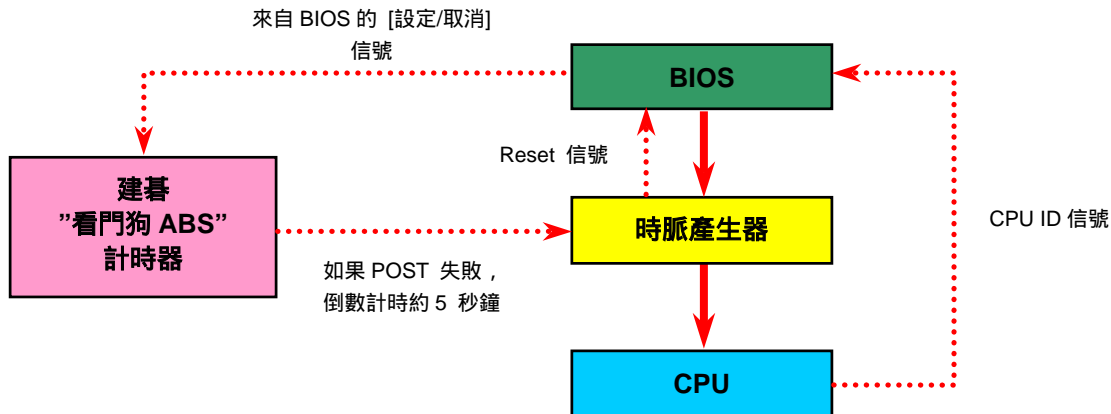 來自 BIOS 的 [設定/取消]
信號
BIOS
Reset 信號
建碁
”看門狗 ABS”
計時器
時脈產生器
CPU ID 信號
如果 POST 失敗，
倒數計時約 5 秒鐘
CPU